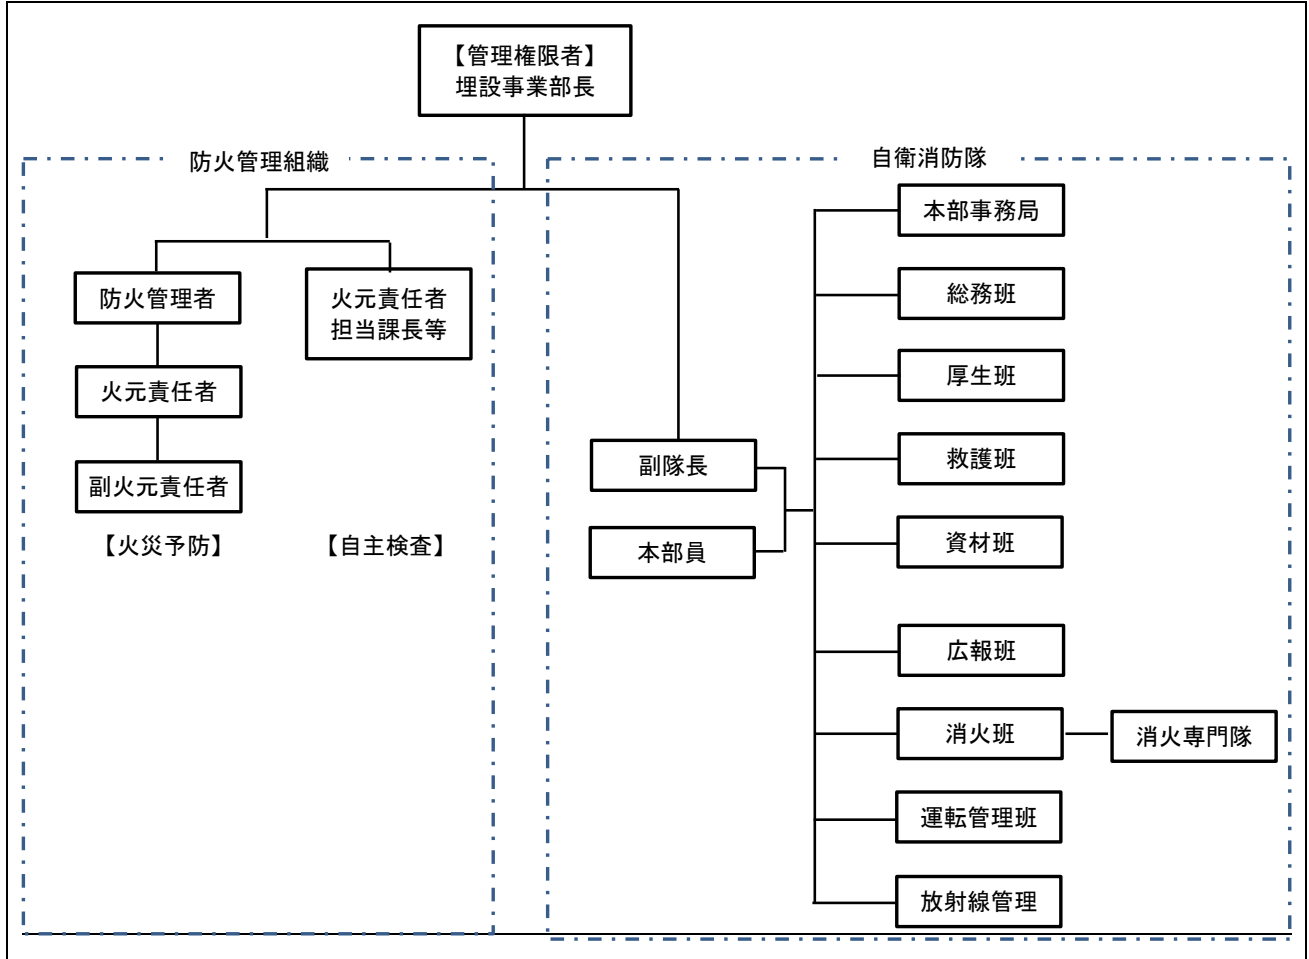 【管理権限者】
埋設事業部長
防火管理組織
防火管理者
火元責任者
担当課長等
火元責任者
副火元責任者
【火災予防】
【自主検査】
自衛消防隊
副隊長
本部員
本部事務局
総務班
厚生班
救護班
資材班
広報班
消火班
消火専門隊
運転管理班
放射線管理